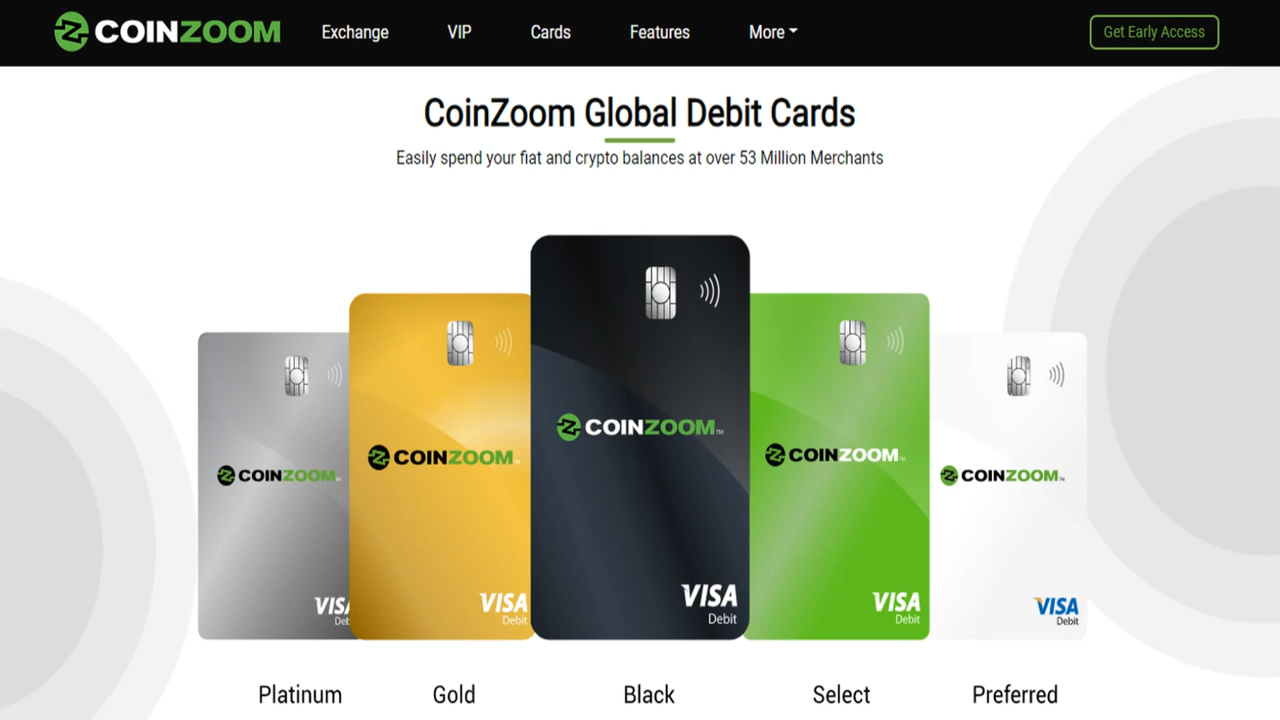 COINZOOM Exchange VIP Cards Features More Get Early Access
CoinZoom Global Debit Cards
Easily spend your fiat and crypto balances at over 53 Million Merchants
COINZOOM
VISA
Debit
COINZOOM
VISA
Debit
COINZOOM™
VISA
Debit
COINZOOM
VISA
Debit
COINZOOM
VISA
Debit
Platinum Gold Black Select Preferred